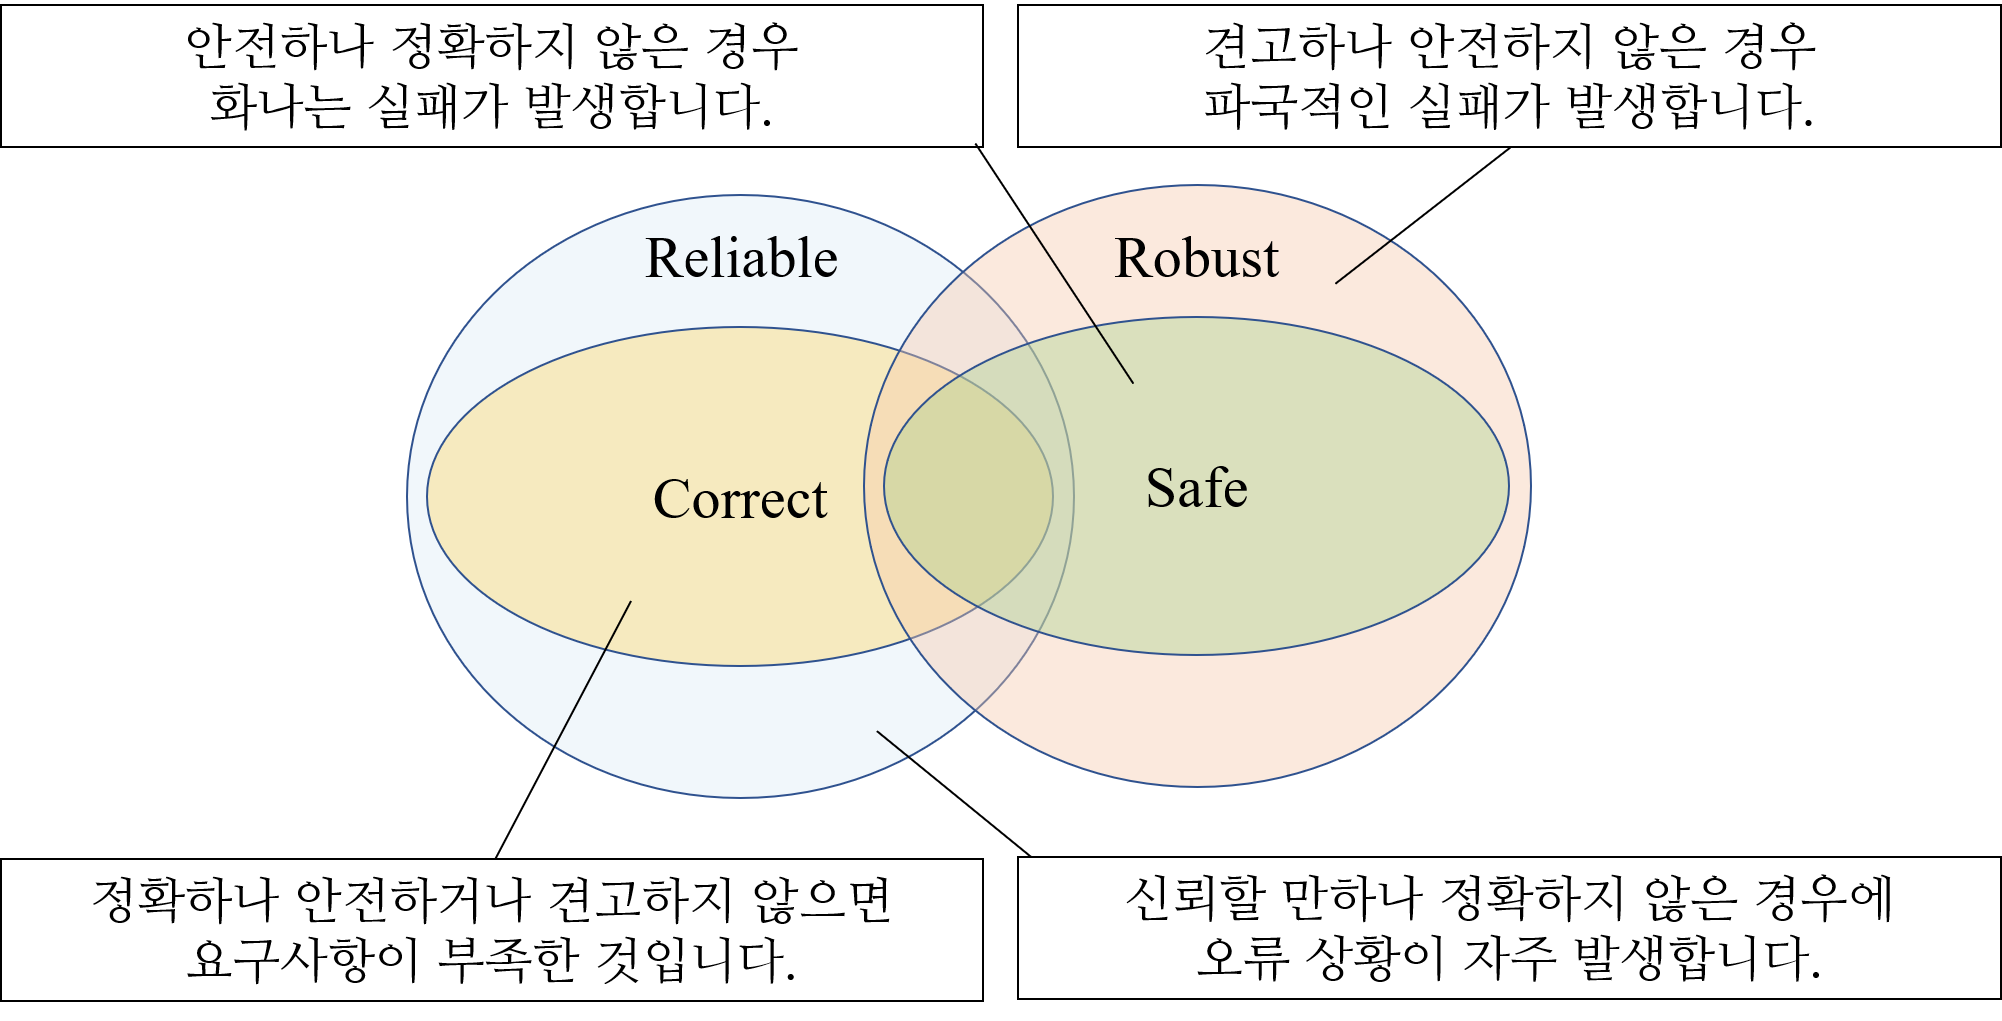 안전하나 정확하지 않은 경우
화나는 실패가 발생합니다.
견고하나 안전하지 않은 경우
파국적인 실패가 발생합니다.
Reliable
Robust
Correct
Safe
정확하나 안전하거나 견고하지 않으면
요구사항이 부족한 것입니다.
신뢰할 만하나 정확하지 않은 경우에
오류 상황이 자주 발생합니다.